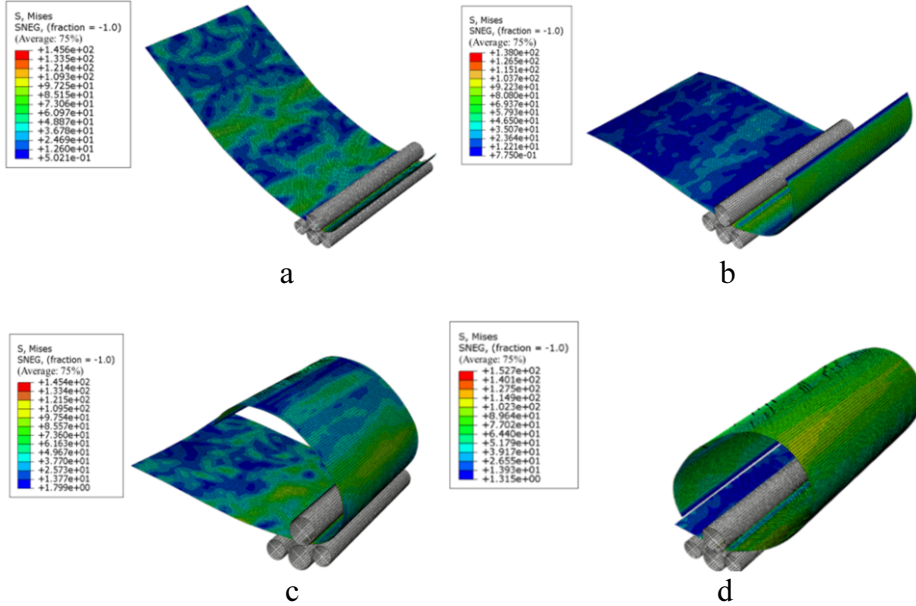 S, Mises
SNEG, (fraction = -1.0)
(Average: 75%)
+1.456e+02
+1.335e+02
+1.214e+02
+1.093e+02
+9.725e+01
+8.515e+01
+7.306e+01
+6.097e+01
+4.887e+01
+3.678e+01
+2.469e+01
+1.260e+01
+5.021e-01
S, Mises
SNEG, (fraction = -1.0)
(Average: 75%)
+1.380e+02
+1.265e+02
+1.151e+02
+1.037e+02
+9.223e+01
+8.080e+01
+6.937e+01
+5.793e+01
+4.650e+01
+3.507e+01
+2.364e+01
+1.221e+01
+7.750e-01
a
b
S, Mises
SNEG, (fraction = -1.0)
(Average: 75%)
+1.454e+02
+1.334e+02
+1.215e+02
+1.095e+02
+9.754e+01
+8.557e+01
+7.360e+01
+6.163e+01
+4.967e+01
+3.770e+01
+2.573e+01
+1.377e+01
+1.799e+00
S, Mises
SNEG, (fraction = -1.0)
(Average: 75%)
+1.527e+02
+1.401e+02
+1.275e+02
+1.149e+02
+1.023e+02
+8.964e+01
+7.702e+01
+6.440e+01
+5.179e+01
+3.917e+01
+2.655e+01
+1.393e+01
+1.315e+00
c
d